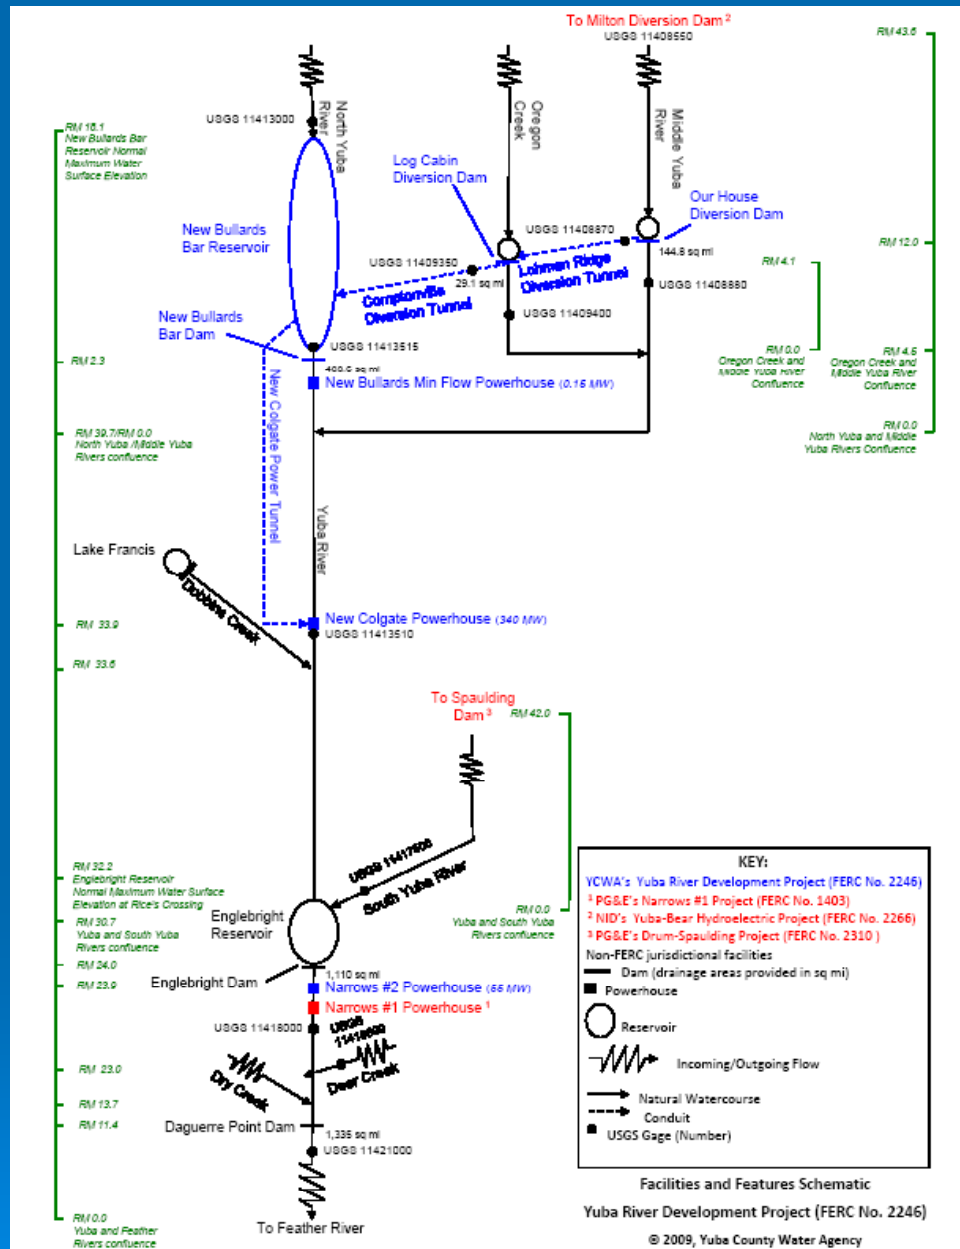 To Milton Diversion Dam 2
USGS 11408550
RM 43.6
North Yuba
River
Oregon
Creek
Middle Yuba
River
USGS 11413000
RM 16.1
New Bullards Bar
Reservoir Normal
Maximum Water
Surface Elevation
Log Cabin
Diversion Dam
Our House
Diversion Dam
New Bullards
Bar Reservoir
USGS 11408870
144.8 sq mi
RM 12.0
USGS 11409350
29.1 sq mi
Lohman Ridge
Diversion Tunnel
RM 4.1
USGS 11408880
Comptonville
Diversion Tunnel
USGS 11409400
New Bullards
Bar Dam
USGS 11413515
RM 2.3
RM 0.0
Oregon Creek and
Middle Yuba River
Confluence
RM 4.5
Oregon Creek and
Middle Yuba River
Confluence
New Bullards Min Flow Powerhouse (0.15 MW)
New Colgate Power Tunnel
RM 39.7/RM 0.0
North Yuba /Middle Yuba
Rivers confluence
RM 0.0
North Yuba and Middle
Yuba Rivers Confluence
Yuba River
Lake Francis
Dobbins Creek
New Colgate Powerhouse (340 MW)
USGS 11413510
RM 33.9
RM 33.6
To Spaulding
Dam 3
RM 42.0
USGS 11417500
South Yuba River
RM 32.2
Englebright Reservoir
Normal Maximum Water Surface
Elevation at Rice's Crossing
Englebright
Reservoir
RM 0.0
Yuba and South Yuba
Rivers confluence
RM 30.7
Yuba and South Yuba
Rivers confluence
RM 24.0
Englebright Dam
1,110 sq mi
RM 23.9
Narrows #2 Powerhouse (55 MW)
Narrows #1 Powerhouse 1
USGS 11418000
USGS
Deer Creek
Dry Creek
RM 23.0
RM 13.7
RM 11.4
Daguerre Point Dam
1,335 sq mi
USGS 11421000
To Feather River
RM 0.0
Yuba and Feather
Rivers confluence
KEY:
YCWA's Yuba River Development Project (FERC No. 2246)
1 PG&E's Narrows #1 Project (FERC No. 1403)
2 NID's Yuba-Bear Hydroelectric Project (FERC No. 2266)
3 PG&E's Drum-Spaulding Project (FERC No. 2310 )
Non-FERC jurisdictional facilities
Dam (drainage areas provided in sq mi)
Powerhouse
Reservoir
Incoming/Outgoing Flow
Natural Watercourse
Conduit
USGS Gage (Number)
Facilities and Features Schematic
Yuba River Development Project (FERC No. 2246)
© 2009, Yuba County Water Agency